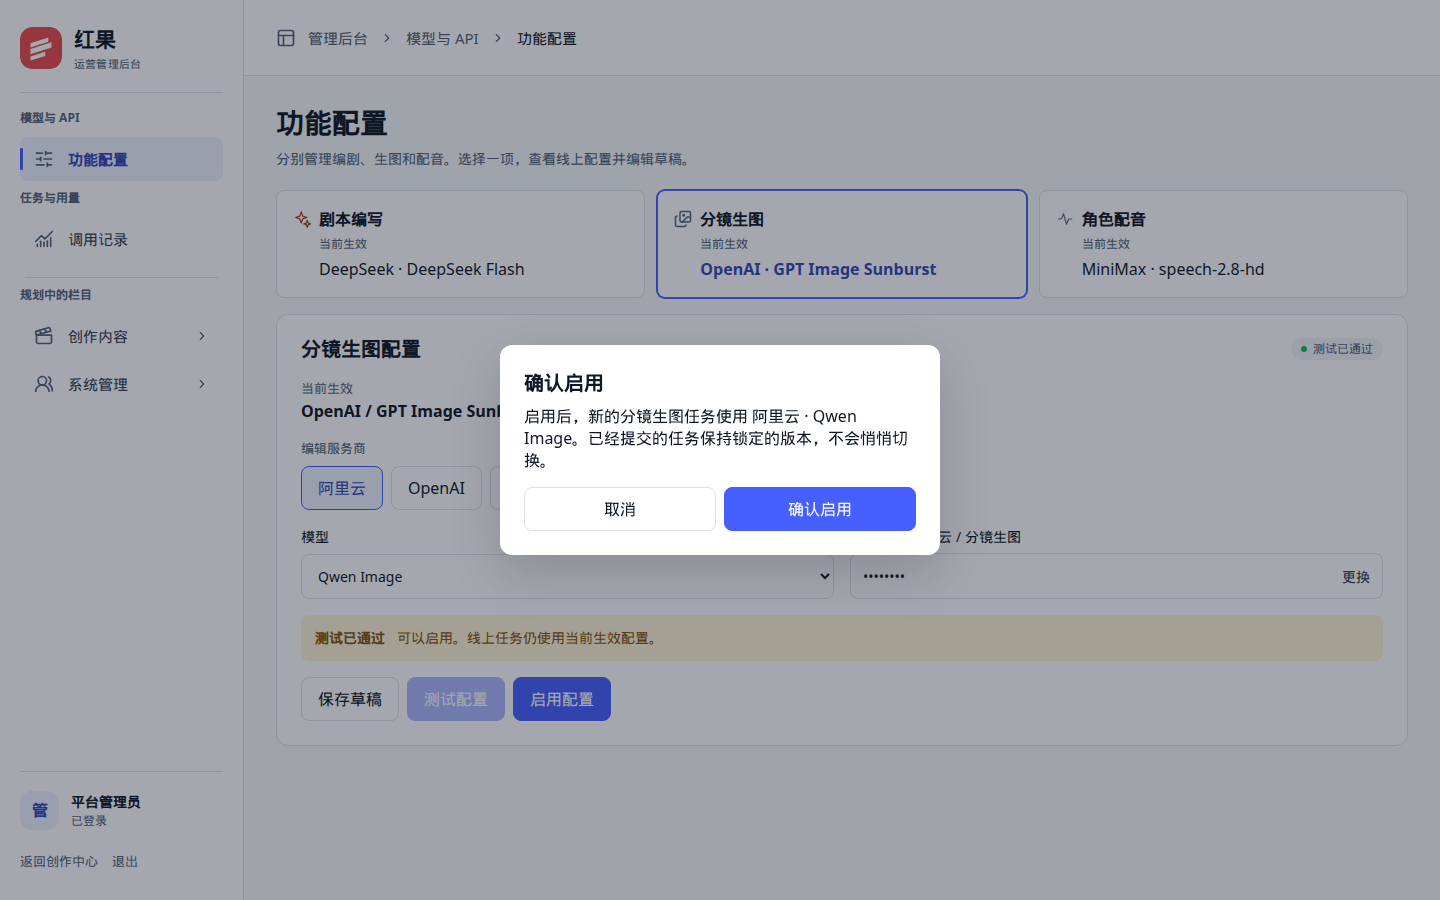 红果
运营管理后台
模型与 API
功能配置
任务与用量
调用记录
规划中的栏目
创作内容
系统管理
管
平台管理员
已登录
返回创作中心 退出
管理后台 > 模型与 API > 功能配置
功能配置
分别管理编剧、生图和配音。选择一项，查看线上配置并编辑草稿。
剧本编写
当前生效
DeepSeek · DeepSeek Flash
分镜生图
当前生效
OpenAI · GPT Image Sunburst
角色配音
当前生效
MiniMax · speech-2.8-hd
分镜生图配置
测试已通过
当前生效
OpenAI / GPT Image Sun
编辑服务商
阿里云
OpenAI
模型
云 / 分镜生图
Qwen Image
••••••••
更换
测试已通过 可以启用。线上任务仍使用当前生效配置。
保存草稿
测试配置
启用配置
确认启用
启用后，新的分镜生图任务使用 阿里云 · Qwen
Image。已经提交的任务保持锁定的版本，不会悄悄切
换。
取消
确认启用